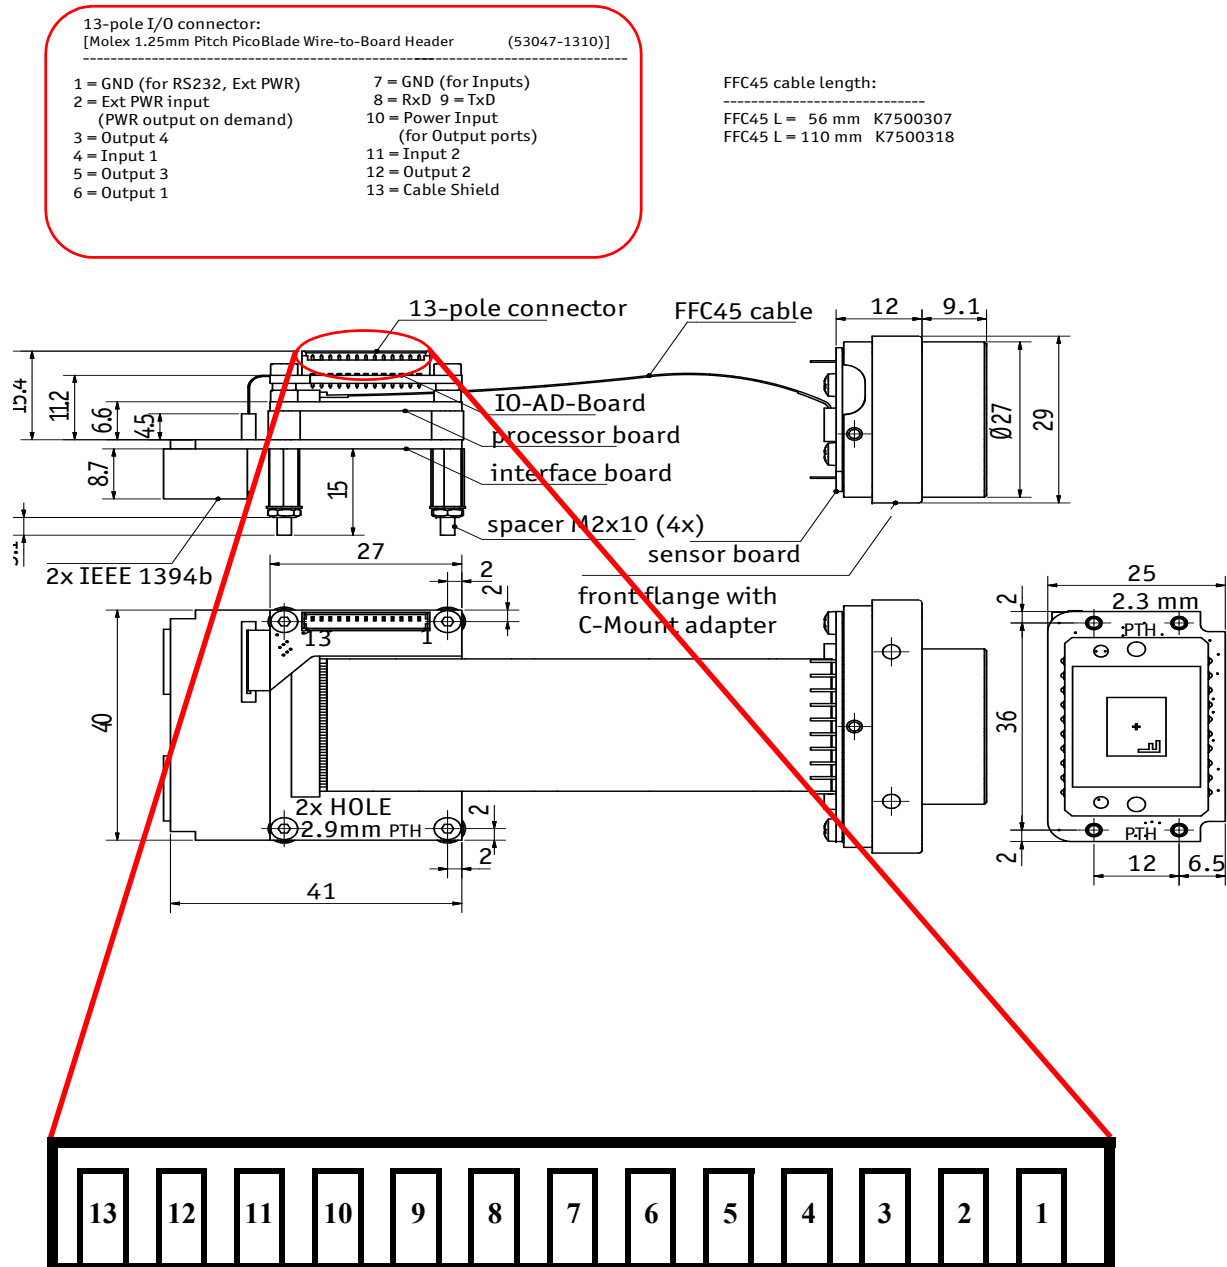 13-pole I/O connector:
[Molex 1.25mm Pitch PicoBlade Wire-to-Board Header (53047-1310)]
1 = GND (for RS232, Ext PWR)
2 = Ext PWR input
(PWR output on demand)
3 = Output 4
4 = Input 1
5 = Output 3
6 = Output 1
7 = GND (for Inputs)
8 = RxD 9 = TxD
10 = Power Input
(for Output ports)
11 = Input 2
12 = Output 2
13 = Cable Shield
FFC45 cable length:
FFC45 L = 56 mm K7500307
FFC45 L = 110 mm K7500318
13-pole connector
FFC45 cable
12
9.1
15.4
11.2
6.6
4.5
8.7
15
IO-AD-Board
processor board
interface board
Ø27
29
spacer M2x10 (4x)
sensor board
2x IEEE 1394b
27
2
2
front flange with
C-Mount adapter
25
2
2.3 mm
PTH
13
1
40
36
2x HOLE
2.9mm PTH
2
2
PTH
2
12
6.5
41
13 12 11 10 9 8 7 6 5 4 3 2 1